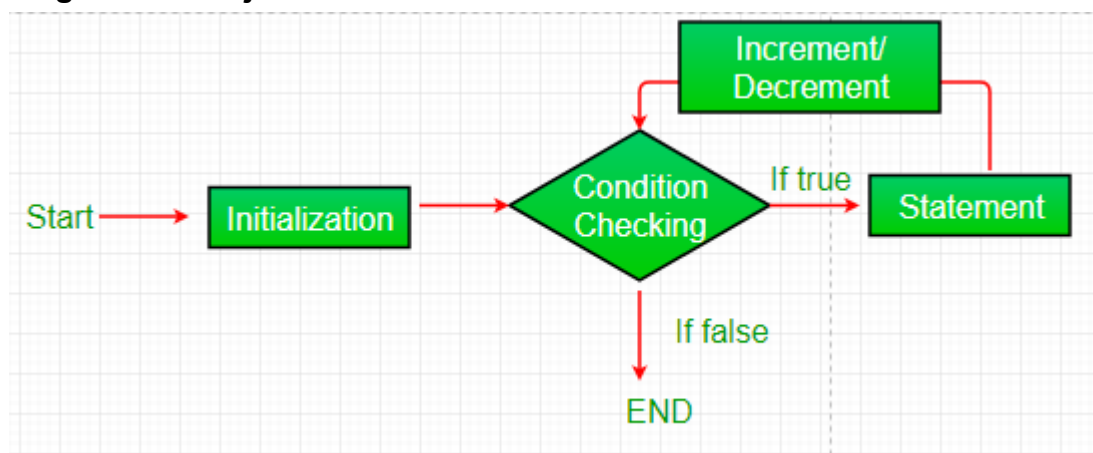 Increment/
Decrement
Start
Initialization
Condition
Checking
If true
Statement
If false
END